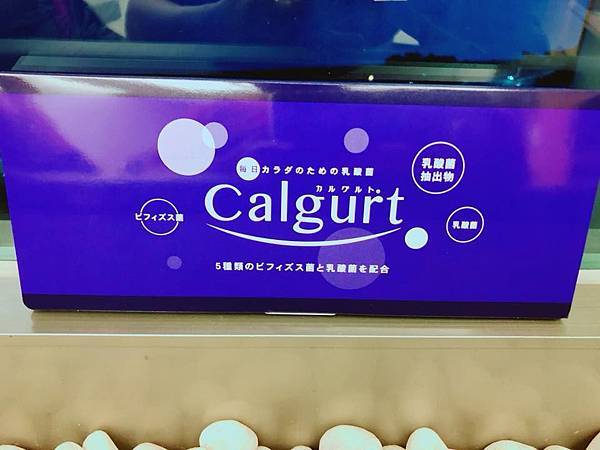 毎日カラダのための乳酸菌
カルワルト®
Calgurt
ビフィズス菌
乳酸菌
抽出物
乳酸菌
5種類のビフィズス菌と乳酸菌を配合